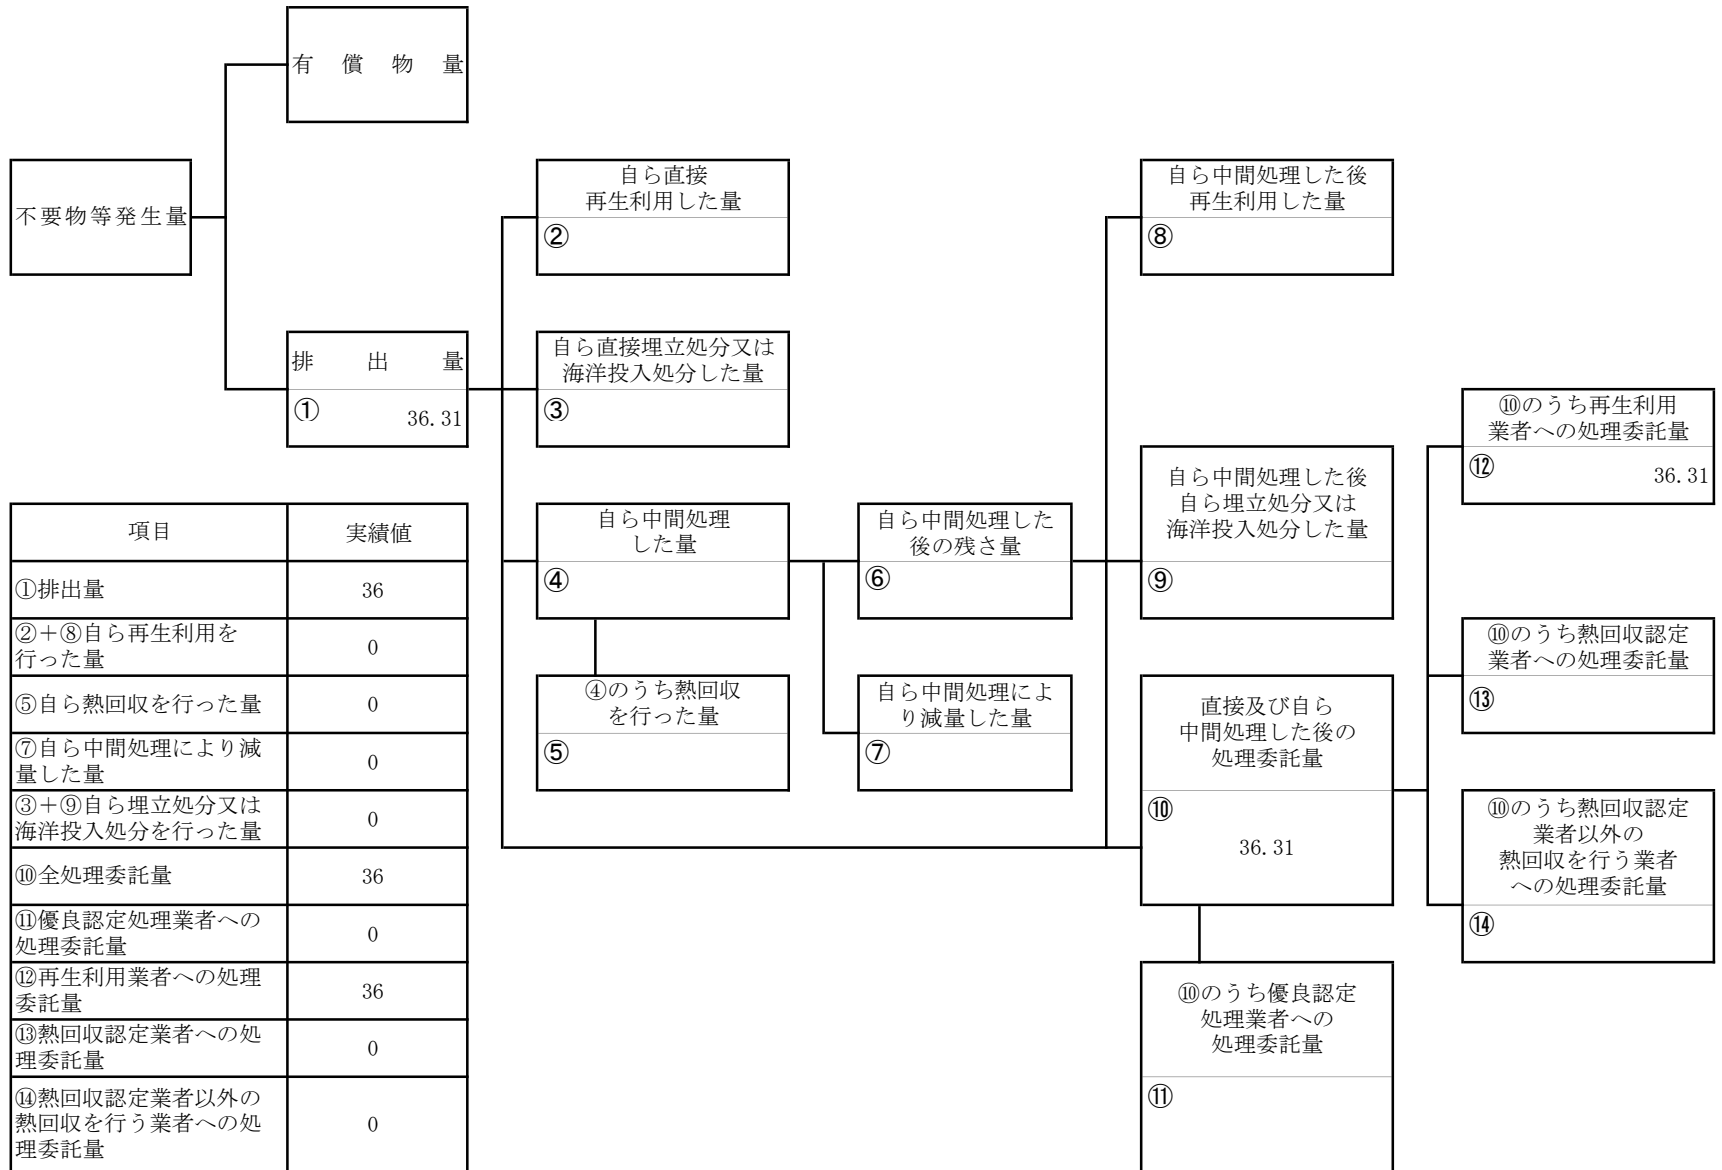 有償物量
不要物等発生量
排出量
①
36.31
自ら直接
再生利用した量
②
自ら直接埋立処分又は
海洋投入処分した量
③
自ら中間処理
した量
④
④のうち熱回収
を行った量
⑤
自ら中間処理した
後の残さ量
⑥
自ら中間処理によ
り減量した量
⑦
自ら中間処理した後
再生利用した量
⑧
自ら中間処理した後
自ら埋立処分又は
海洋投入処分した量
⑨
直接及び自ら
中間処理した後の
処理委託量
⑩
36.31
⑩のうち優良認定
処理業者への
処理委託量
⑪
⑩のうち再生利用
業者への処理委託量
⑫
36.31
⑩のうち熱回収認定
業者への処理委託量
⑬
⑩のうち熱回収認定
業者以外の
熱回収を行う業者
への処理委託量
⑭
項目 実績値
①排出量 36
②＋⑧自ら再生利用を
行った量 0
⑤自ら熱回収を行った量 0
⑦自ら中間処理により減
量した量 0
③＋⑨自ら埋立処分又は
海洋投入処分を行った量 0
⑩全処理委託量 36
⑪優良認定処理業者への
処理委託量 0
⑫再生利用業者への処理
委託量 36
⑬熱回収認定業者への処
理委託量 0
⑭熱回収認定業者以外の
熱回収を行う業者への処
理委託量 0